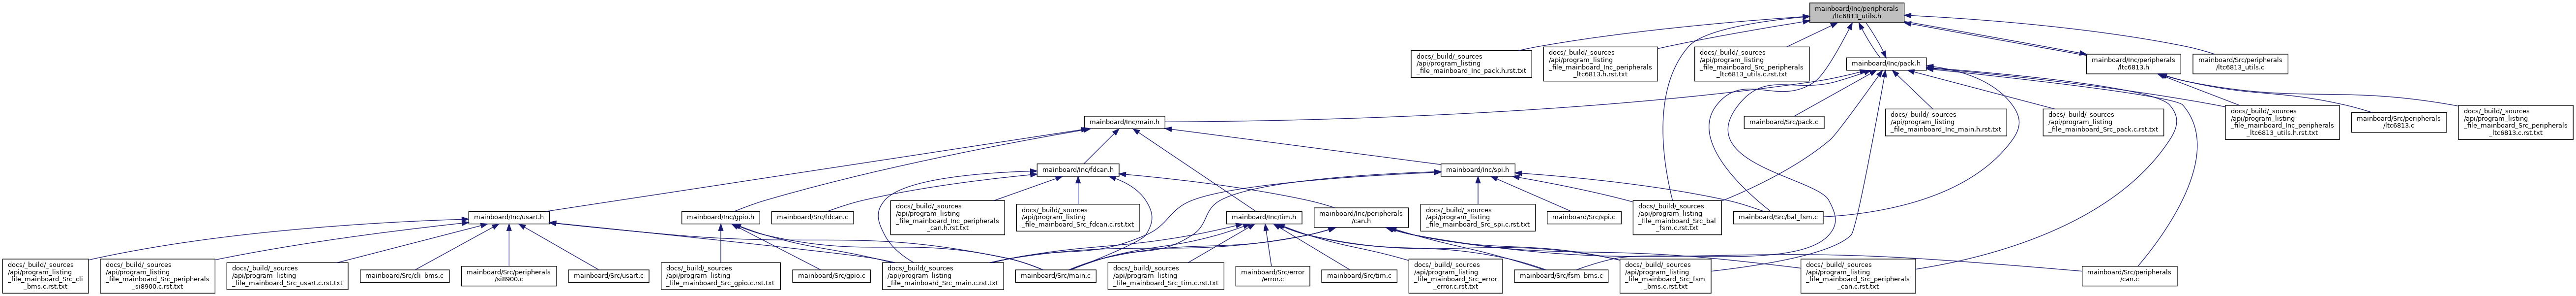 mainboard/Inc/peripherals
/ltc6813_utils.h
docs/_build/_sources
/api/program_listing
_file_mainboard_Inc_pack.h.rst.txt
docs/_build/_sources
/api/program_listing
_file_mainboard_Inc_peripherals
_ltc6813.h.rst.txt
docs/_build/_sources
/api/program_listing
_file_mainboard_Src_peripherals
_ltc6813_utils.c.rst.txt
mainboard/Inc/pack.h
mainboard/Inc/peripherals
/ltc6813.h
mainboard/Src/peripherals
/ltc6813_utils.c
mainboard/Inc/main.h
mainboard/Src/pack.c
docs/_build/_sources
/api/program_listing
_file_mainboard_Inc_main.h.rst.txt
docs/_build/_sources
/api/program_listing
_file_mainboard_Src_pack.c.rst.txt
docs/_build/_sources
/api/program_listing
_file_mainboard_Inc_peripherals
_ltc6813_utils.h.rst.txt
mainboard/Src/peripherals
/ltc6813.c
docs/_build/_sources
/api/program_listing
_file_mainboard_Src_peripherals
_ltc6813.c.rst.txt
mainboard/Inc/fdcan.h
mainboard/Inc/spi.h
mainboard/Inc/usart.h
mainboard/Inc/gpio.h
mainboard/Src/fdcan.c
docs/_build/_sources
/api/program_listing
_file_mainboard_Inc_peripherals
_can.h.rst.txt
docs/_build/_sources
/api/program_listing
_file_mainboard_Src_fdcan.c.rst.txt
mainboard/Inc/tim.h
mainboard/Inc/peripherals
/can.h
docs/_build/_sources
/api/program_listing
_file_mainboard_Src_spi.c.rst.txt
mainboard/Src/spi.c
docs/_build/_sources
/api/program_listing
_file_mainboard_Src_bal
_fsm.c.rst.txt
mainboard/Src/bal_fsm.c
docs/_build/_sources
/api/program_listing
_file_mainboard_Src_cli
_bms.c.rst.txt
docs/_build/_sources
/api/program_listing
_file_mainboard_Src_peripherals
_si8900.c.rst.txt
docs/_build/_sources
/api/program_listing
_file_mainboard_Src_usart.c.rst.txt
mainboard/Src/cli_bms.c
mainboard/Src/peripherals
/si8900.c
mainboard/Src/usart.c
docs/_build/_sources
/api/program_listing
_file_mainboard_Src_gpio.c.rst.txt
mainboard/Src/gpio.c
docs/_build/_sources
/api/program_listing
_file_mainboard_Src_main.c.rst.txt
mainboard/Src/main.c
docs/_build/_sources
/api/program_listing
_file_mainboard_Src_tim.c.rst.txt
mainboard/Src/error
/error.c
mainboard/Src/tim.c
docs/_build/_sources
/api/program_listing
_file_mainboard_Src_error
_error.c.rst.txt
mainboard/Src/fsm_bms.c
docs/_build/_sources
/api/program_listing
_file_mainboard_Src_fsm
_bms.c.rst.txt
docs/_build/_sources
/api/program_listing
_file_mainboard_Src_peripherals
_can.c.rst.txt
mainboard/Src/peripherals
/can.c